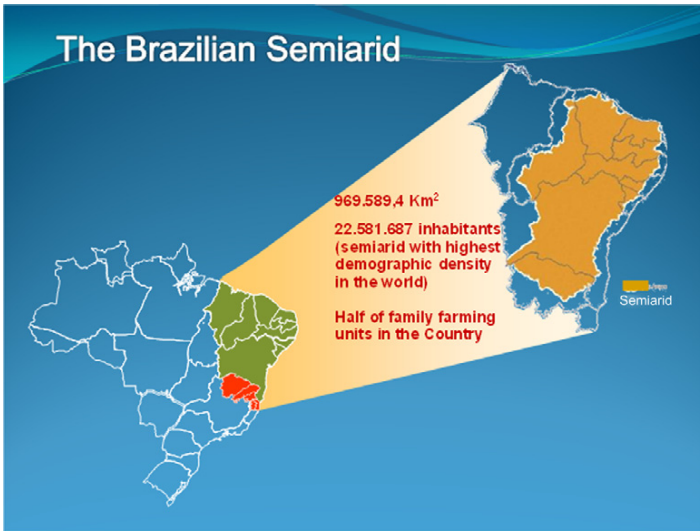 The Brazilian Semiarid
969.589,4 Km²
22.581.687 inhabitants
(semiarid with highest
demographic density
in the world)
Half of family farming
units in the Country
Semiarid